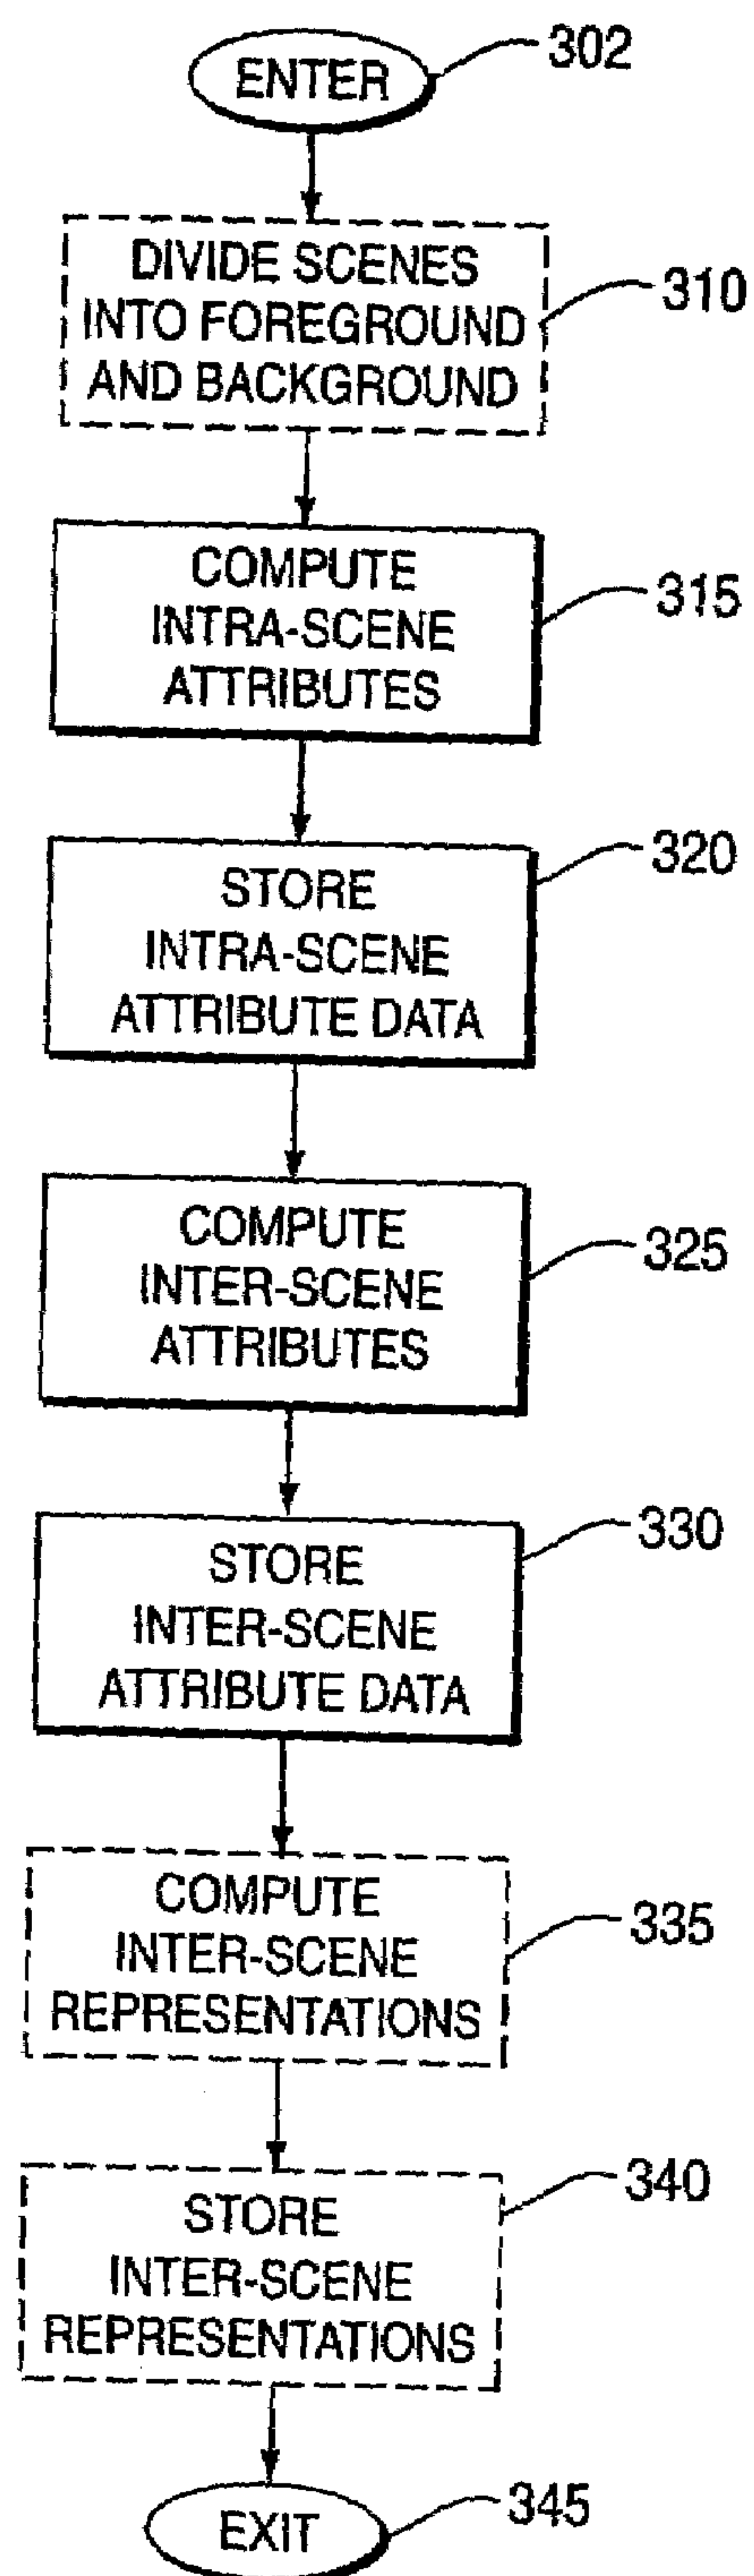 ENTER
302
DIVIDE SCENES
INTO FOREGROUND
AND BACKGROUND
310
COMPUTE
INTRA-SCENE
ATTRIBUTES
315
STORE
INTRA-SCENE
ATTRIBUTE DATA
320
COMPUTE
INTER-SCENE
ATTRIBUTES
325
STORE
INTER-SCENE
ATTRIBUTE DATA
330
COMPUTE
INTER-SCENE
REPRESENTATIONS
335
STORE
INTER-SCENE
REPRESENTATIONS
340
EXIT
345